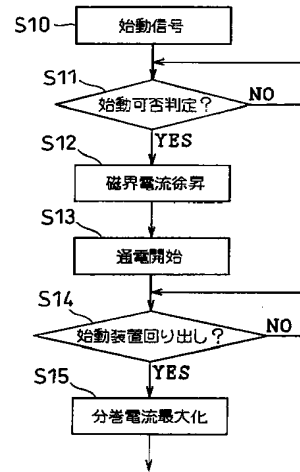 S10
始動信号
S11
始動可否判定？
NO
YES
S12
磁界電流徐昇
S13
通電開始
S14
始動装置回り出し？
NO
YES
S15
分巻電流最大化